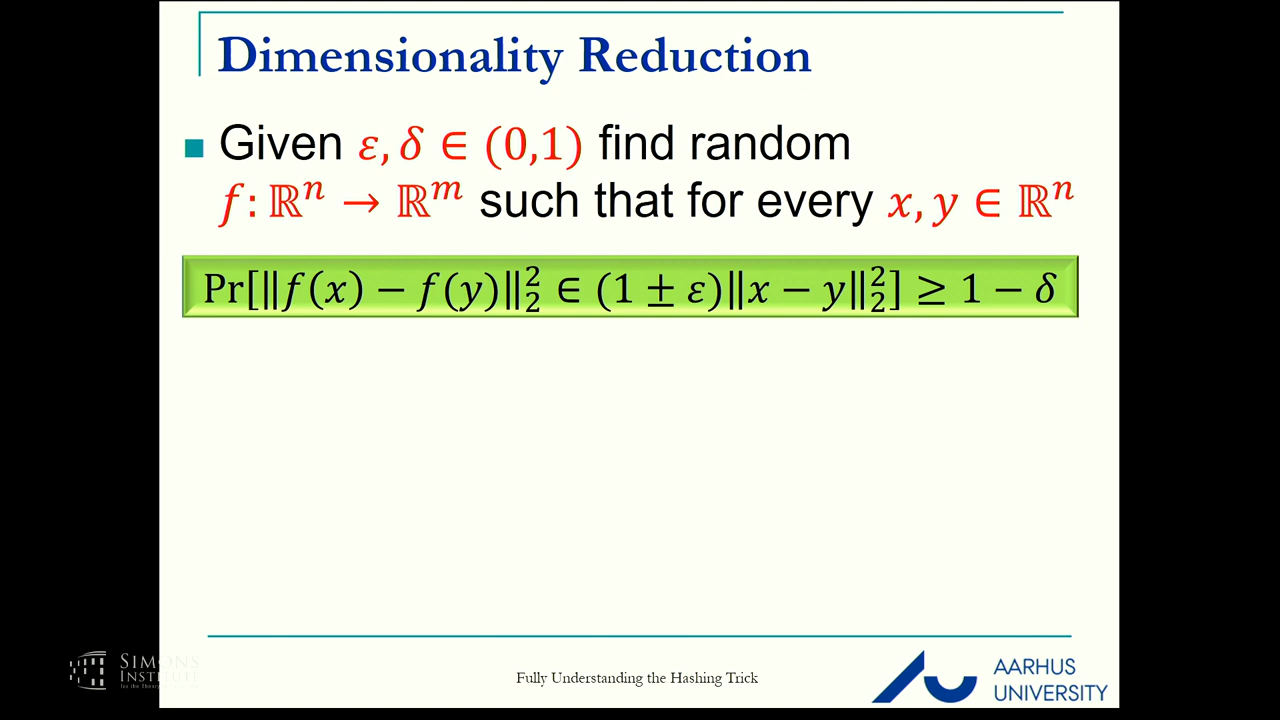 Dimensionality Reduction
Given ε, δ ∈ (0,1) find random
f: ℝⁿ → ℝᵐ such that for every x, y ∈ ℝⁿ
Pr[‖f(x) − f(y)‖₂² ∈ (1 ± ε)‖x − y‖₂²] ≥ 1 − δ
Fully Understanding the Hashing Trick
AARHUS
UNIVERSITY
SIMONS
INSTITUTE